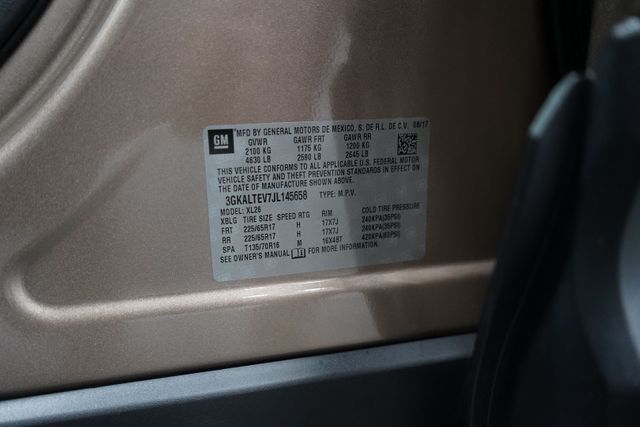 GM
MFD BY GENERAL MOTORS DE MEXICO, S. DE R.L. DE C.V. 08/17
GVWR GAWR FRT GAWR RR
2100 KG 1175 KG 1200 KG
4630 LB 2590 LB 2645 LB
THIS VEHICLE CONFORMS TO ALL APPLICABLE U.S. FEDERAL MOTOR
VEHICLE SAFETY AND THEFT PREVENTION STANDARDS IN EFFECT ON
THE DATE OF MANUFACTURE SHOWN ABOVE.
3GKALTEV7JL145658 TYPE: M.P.V.
MODEL: XL26
XBLG TIRE SIZE SPEED RTG RIM COLD TIRE PRESSURE
FRT 225/65R17 H 17X7J 240KPA(35PSI)
RR 225/65R17 H 17X7J 240KPA(35PSI)
SPA T135/70R16 M 16X4BT 420KPA(60PSI)
SEE OWNER'S MANUAL FOR MORE INFORMATION.